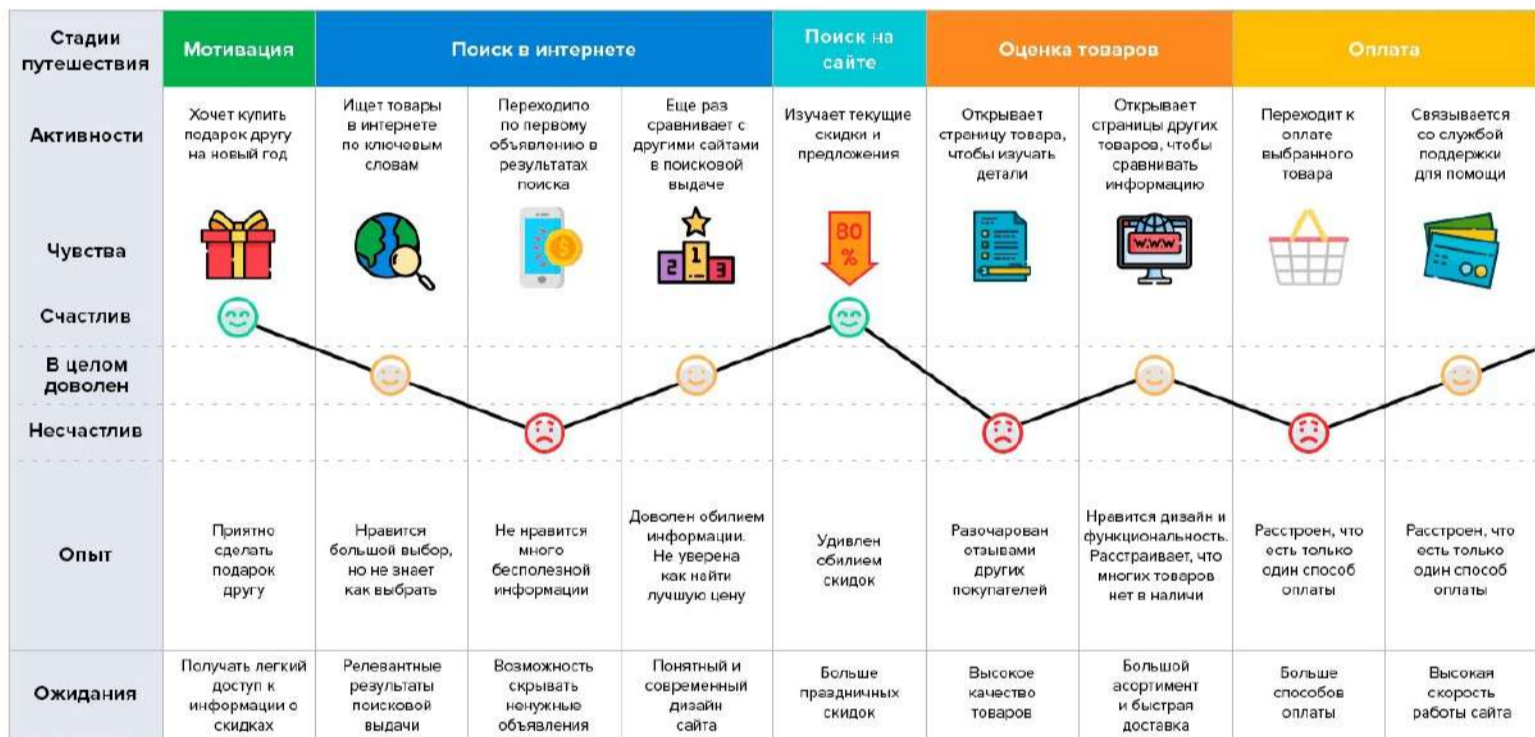 Стадии
путешествия
Мотивация
Поиск в интернете
Поиск на
сайте
Оценка товаров
Оплата
Активности
Хочет купить
подарок другу
на новый год
Ищет товары
в интернете
по ключевым
словам
Переходипо
по первому
объявлению в
результатах
поиска
Еще раз
сравнивает с
другими сайтами
в поисковой
выдаче
Изучает текущие
скидки и
предложения
Открывает
страницу товара,
чтобы изучать
детали
Открывает
страницы других
товаров, чтобы
сравнивать
информацию
Переходит к
оплате
выбранного
товара
Связывается
со службой
поддержки
для помощи
Чувства
2
1
3
80
%
www
Счастлив
В целом
доволен
Несчастлив
Опыт
Приятно
сделать
подарок
другу
Нравится
большой выбор,
но не знает
как выбрать
Не нравится
много
бесполезной
информации
Доволен обилием
информации.
Не уверена
как найти
лучшую цену
Удивлен
обилием
скидок
Разочарован
отзывами
других
покупателей
Нравится дизайн и
функциональность.
Расстраивает, что
многих товаров
нет в наличи
Расстроен, что
есть только
один способ
оплаты
Расстроен, что
есть только
один способ
оплаты
Ожидания
Получать легкий
доступ к
информации о
скидках
Релевантные
результаты
поисковой
выдачи
Возможность
скрывать
ненужные
объявления
Понятный и
современный
дизайн
сайта
Больше
праздничных
скидок
Высокое
качество
товаров
Большой
асортимент
и быстрая
доставка
Больше
способов
оплаты
Высокая
скорость
работы сайта